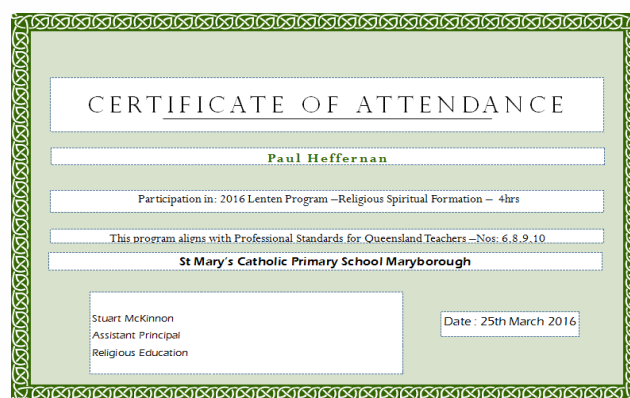 CERTIFICATE OF ATTENDANCE
Paul Heffernan
Participation in: 2016 Lenten Program –Religious Spiritual Formation – 4hrs
This program aligns with Professional Standards for Queensland Teachers –Nos: 6,8,9,10
St Mary's Catholic Primary School Maryborough
Stuart McKinnon
Assistant Principal
Religious Education
Date : 25th March 2016